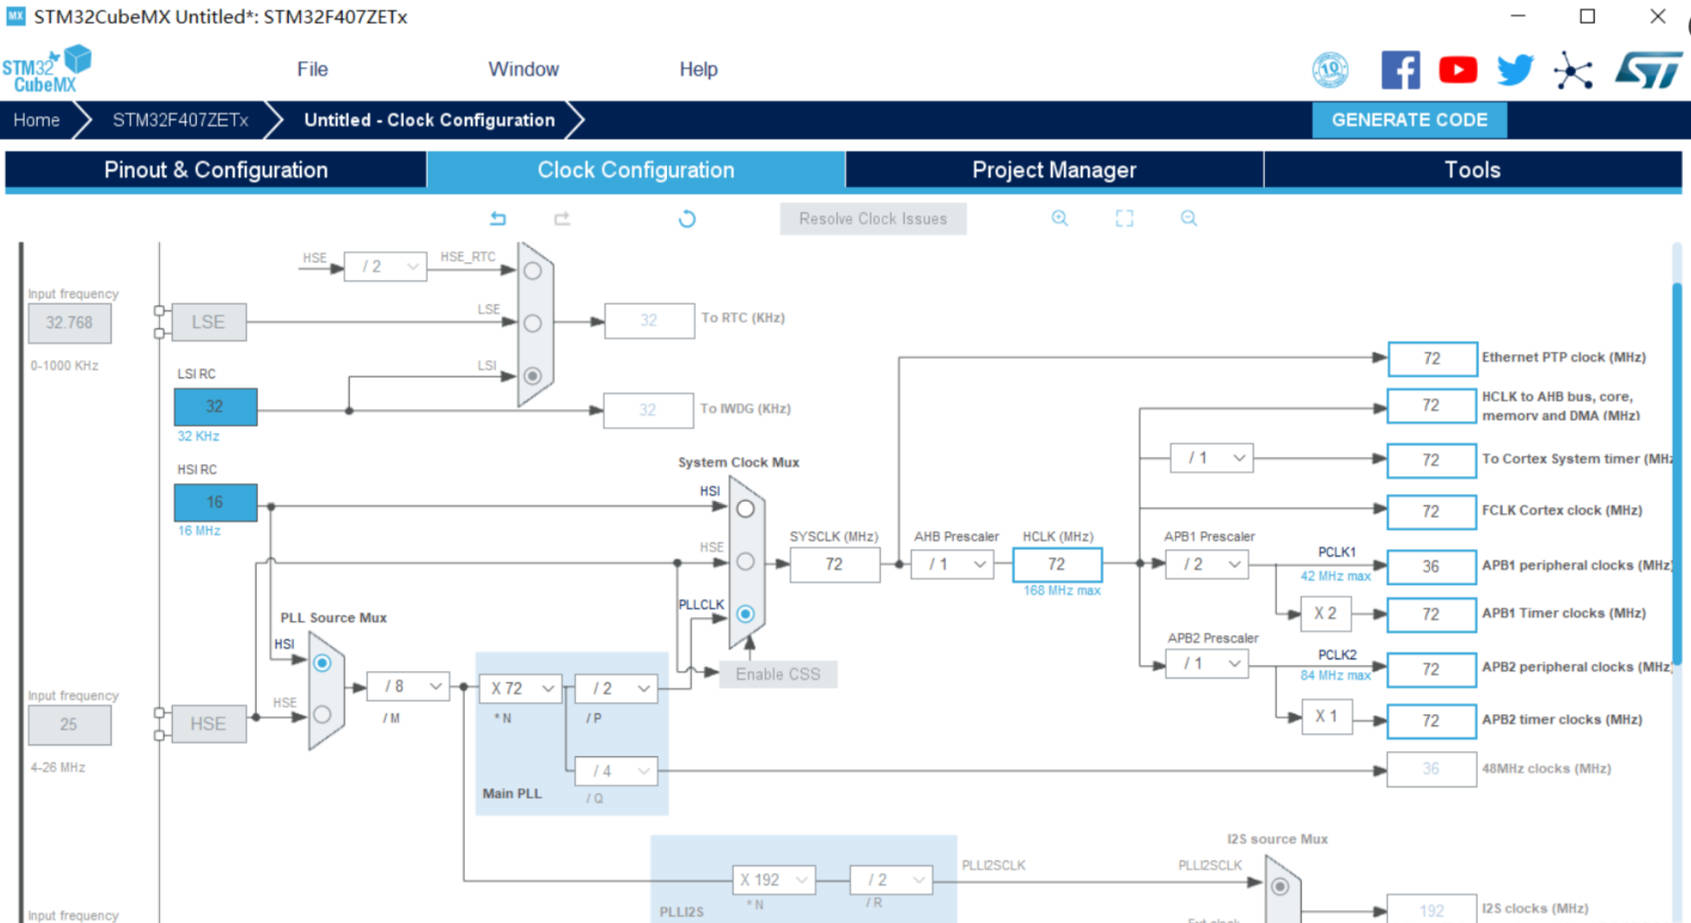 MX STM32CubeMX Untitled*: STM32F407ZETx
STM32
CubeMX
File
Window
Help
10
Home
STM32F407ZETx
Untitled - Clock Configuration
GENERATE CODE
Pinout & Configuration
Clock Configuration
Project Manager
Tools
Resolve Clock Issues
HSE
/ 2
HSE_RTC
Input frequency
32.768
0-1000 KHz
LSE
LSE
32
To RTC (KHz)
LSI
LSI RC
32
32 KHz
32
To IWDG (KHz)
HSI RC
16
16 MHz
System Clock Mux
HSI
HSE
PLLCLK
Enable CSS
SYSCLK (MHz)
72
AHB Prescaler
/ 1
HCLK (MHz)
72
168 MHz max
72
Ethernet PTP clock (MHz)
72
HCLK to AHB bus, core,
memory and DMA (MHz)
/ 1
72
To Cortex System timer (MHz
72
FCLK Cortex clock (MHz)
APB1 Prescaler
/ 2
PCLK1
42 MHz max
36
APB1 peripheral clocks (MHz
X 2
72
APB1 Timer clocks (MHz)
APB2 Prescaler
/ 1
PCLK2
84 MHz max
72
APB2 peripheral clocks (MHz
X 1
72
APB2 timer clocks (MHz)
PLL Source Mux
HSI
HSE
Input frequency
25
4-26 MHz
HSE
/ 8
/ M
X 72
* N
/ 2
/ P
/ 4
/ Q
Main PLL
36
48MHz clocks (MHz)
X 192
* N
/ 2
/ R
PLLI2S
PLLI2SCLK
I2S source Mux
PLLI2SCLK
192
I2S clocks (MHz)
Input frequency